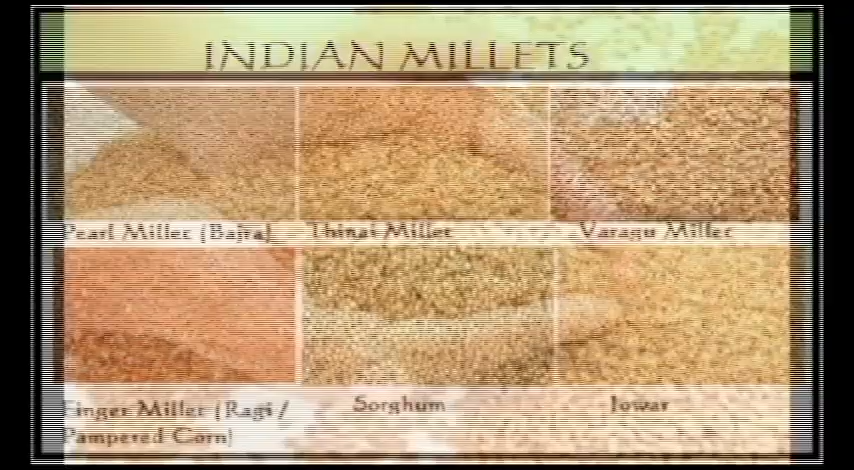 INDIAN MILLETS
Pearl Millet (Bajra)
Thinai Millet
Varagu Millet
Finger Millet (Ragi /
Pampered Corn)
Sorghum
Jowar